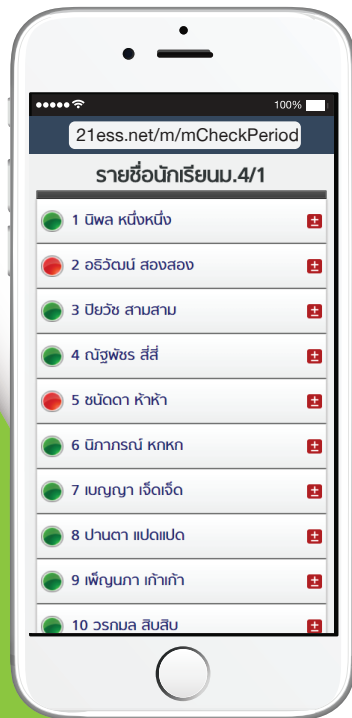 100%
21ess.net/m/mCheckPeriod
รายชื่อนักเรียนม.4/1
1 นิพล หนึ่งหนึ่ง
2 อธิวัฒน์ สองสอง
3 ปิยวัช สามสาม
4 ณัฐพัชร สี่สี่
5 ชนัดดา ห้าห้า
6 นิภาภรณ์ หกหก
7 เบญญา เจ็ดเจ็ด
8 ปานตา แปดแปด
9 เพ็ญนภา เก้าเก้า
10 วรกมล สิบสิบ